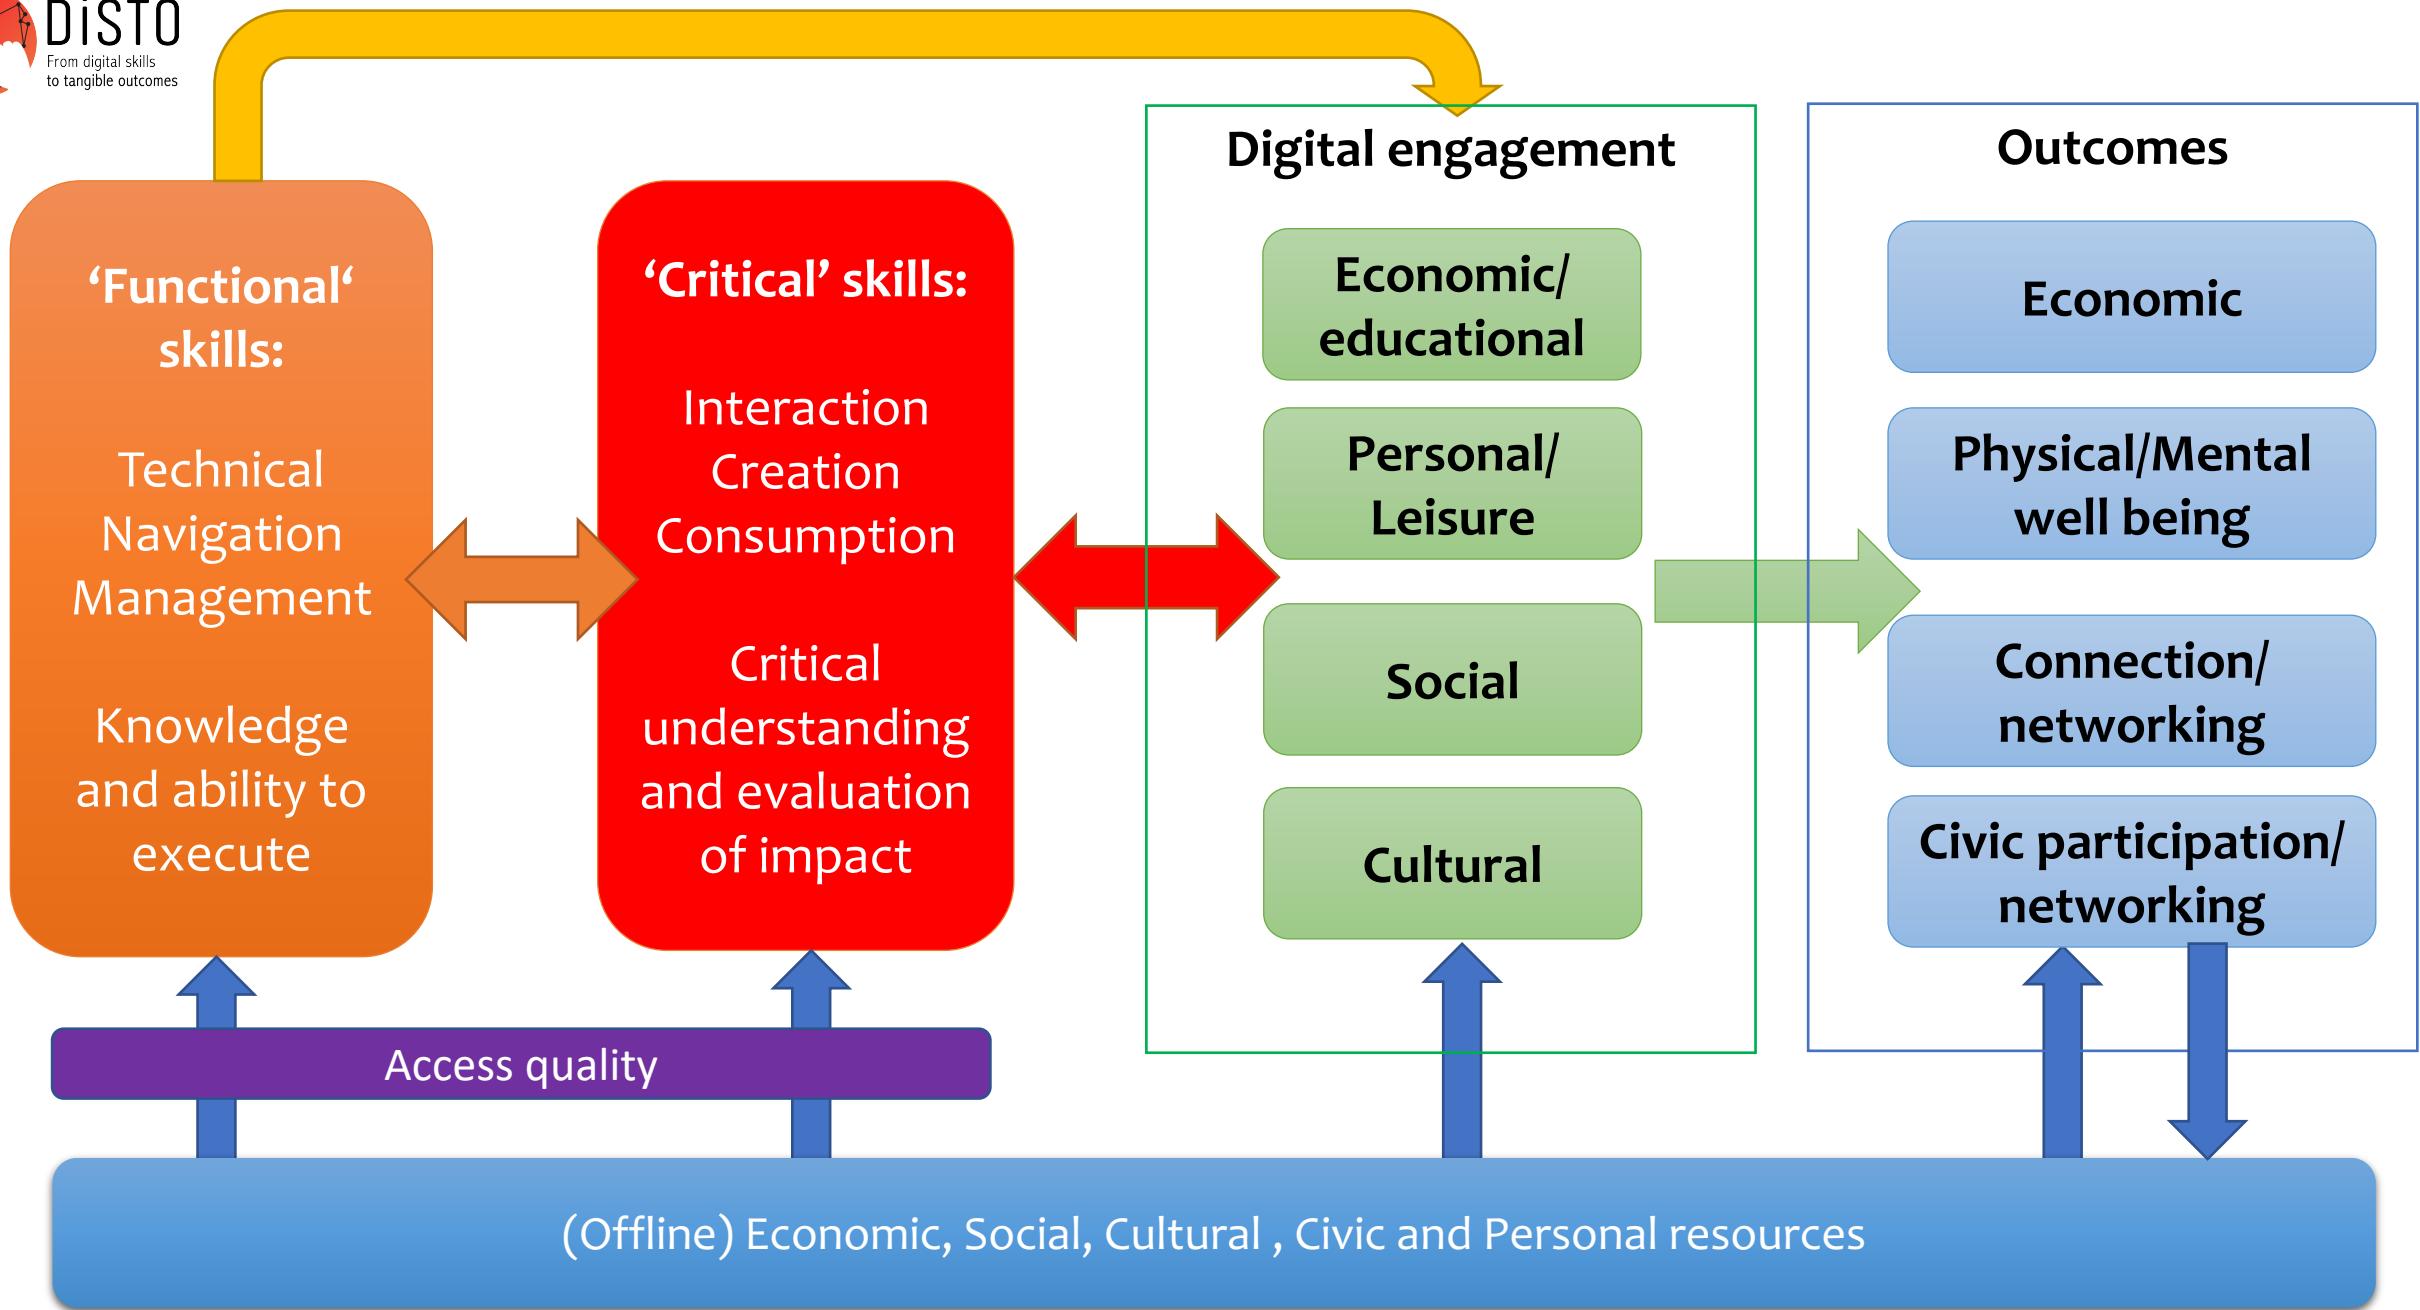 DiSTO
From digital skills
to tangible outcomes
‘Functional‘
skills:
Technical
Navigation
Management
Knowledge
and ability to
execute
‘Critical’ skills:
Interaction
Creation
Consumption
Critical
understanding
and evaluation
of impact
Digital engagement
Economic/
educational
Personal/
Leisure
Social
Cultural
Outcomes
Economic
Physical/Mental
well being
Connection/
networking
Civic participation/
networking
Access quality
(Offline) Economic, Social, Cultural , Civic and Personal resources